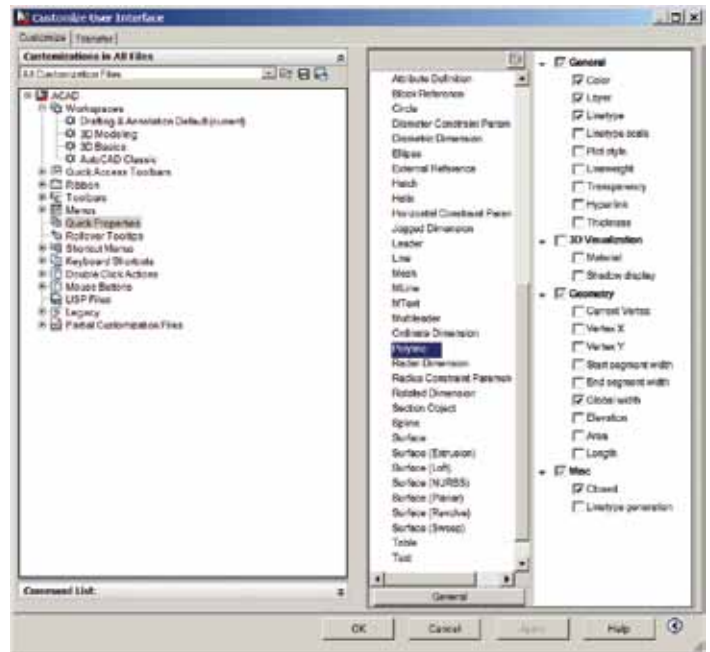 Customize User Interface
Customize
Transfer
Customizations in All Files
All Customization Files
ACAD
Workspaces
Drafting & Annotation Default (current)
3D Modeling
3D Basics
AutoCAD Classic
Quick Access Toolbars
Ribbon
Toolbars
Menus
Quick Properties
Rollover Tooltips
Shortcut Menus
Keyboard Shortcuts
Double Click Actions
Mouse Buttons
LISP Files
Legacy
Partial Customization Files
Command List:
Attribute Definition
Block Reference
Circle
Diameter Constraint Param
Diametric Dimension
Ellipse
External Reference
Hatch
Helix
Horizontal Constraint Param
Jogged Dimension
Leader
Line
Mesh
MLine
MText
Multileader
Ordinate Dimension
Polyline
Radial Dimension
Radius Constraint Paramet
Rotated Dimension
Section Object
Spline
Surface
Surface (Extrusion)
Surface (Loft)
Surface (NURBS)
Surface (Planar)
Surface (Revolve)
Surface (Sweep)
Table
Text
General
General
Color
Layer
Linetype
Linetype scale
Plot style
Lineweight
Transparency
Hyperlink
Thickness
3D Visualization
Material
Shadow display
Geometry
Current Vertex
Vertex X
Vertex Y
Start segment width
End segment width
Global width
Elevation
Area
Length
Misc
Closed
Linetype generation
OK
Cancel
Apply
Help